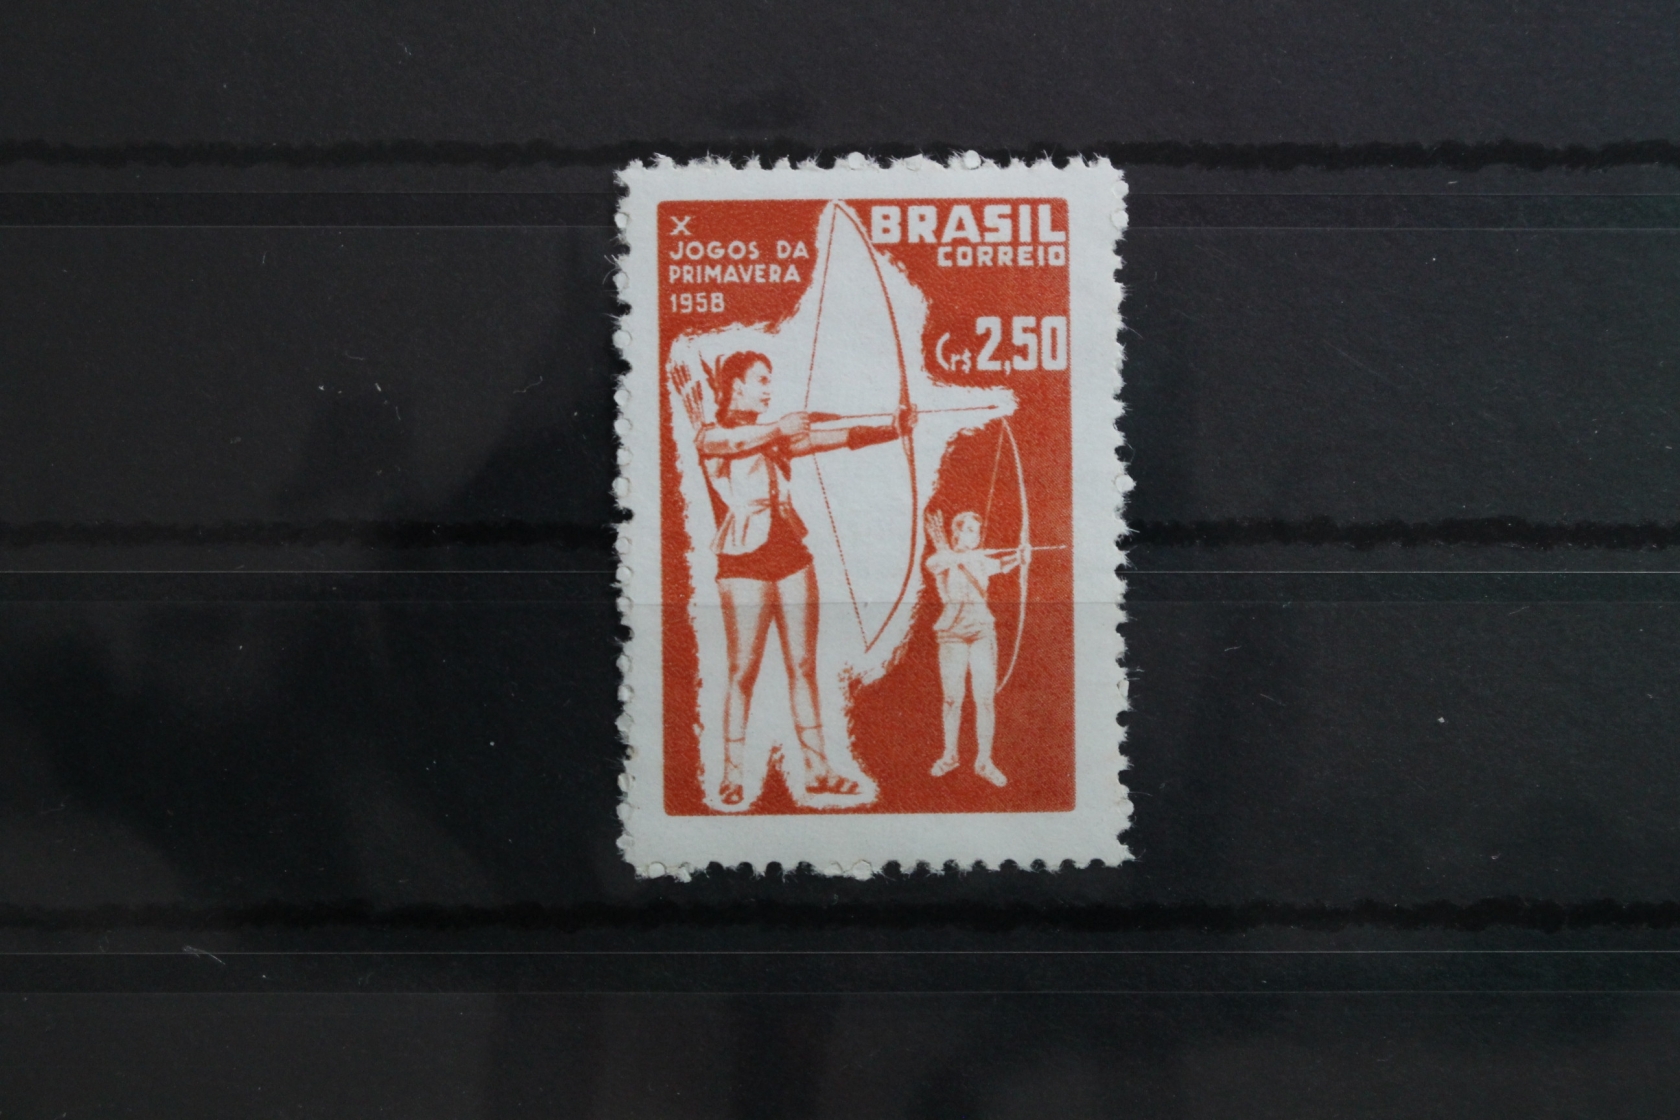 X
JOGOS DA
PRIMAVERA
1958
BRASIL
CORREIO
Cr$ 2,50